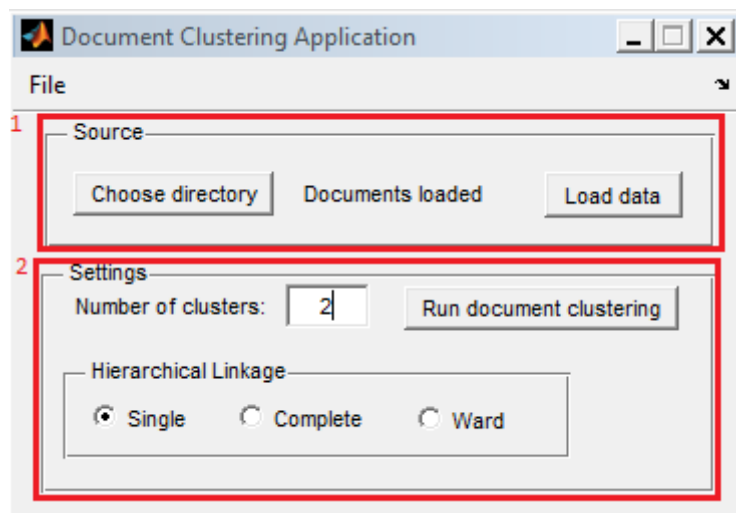 Document Clustering Application
File
1
Source
Choose directory Documents loaded Load data
2
Settings
Number of clusters: 2 Run document clustering
Hierarchical Linkage
Single Complete Ward